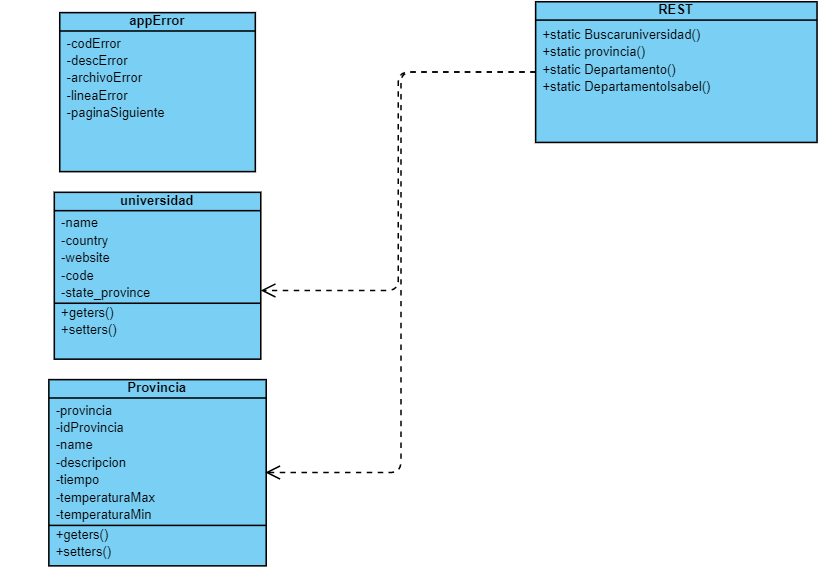 appError
-codError
-descError
-archivoError
-lineaError
-paginaSiguiente
REST
+static Buscaruniversidad()
+static provincia()
+static Departamento()
+static DepartamentoIsabel()
universidad
-name
-country
-website
-code
-state_province
+geters()
+setters()
Provincia
-provincia
-idProvincia
-name
-descripcion
-tiempo
-temperaturaMax
-temperaturaMin
+geters()
+setters()